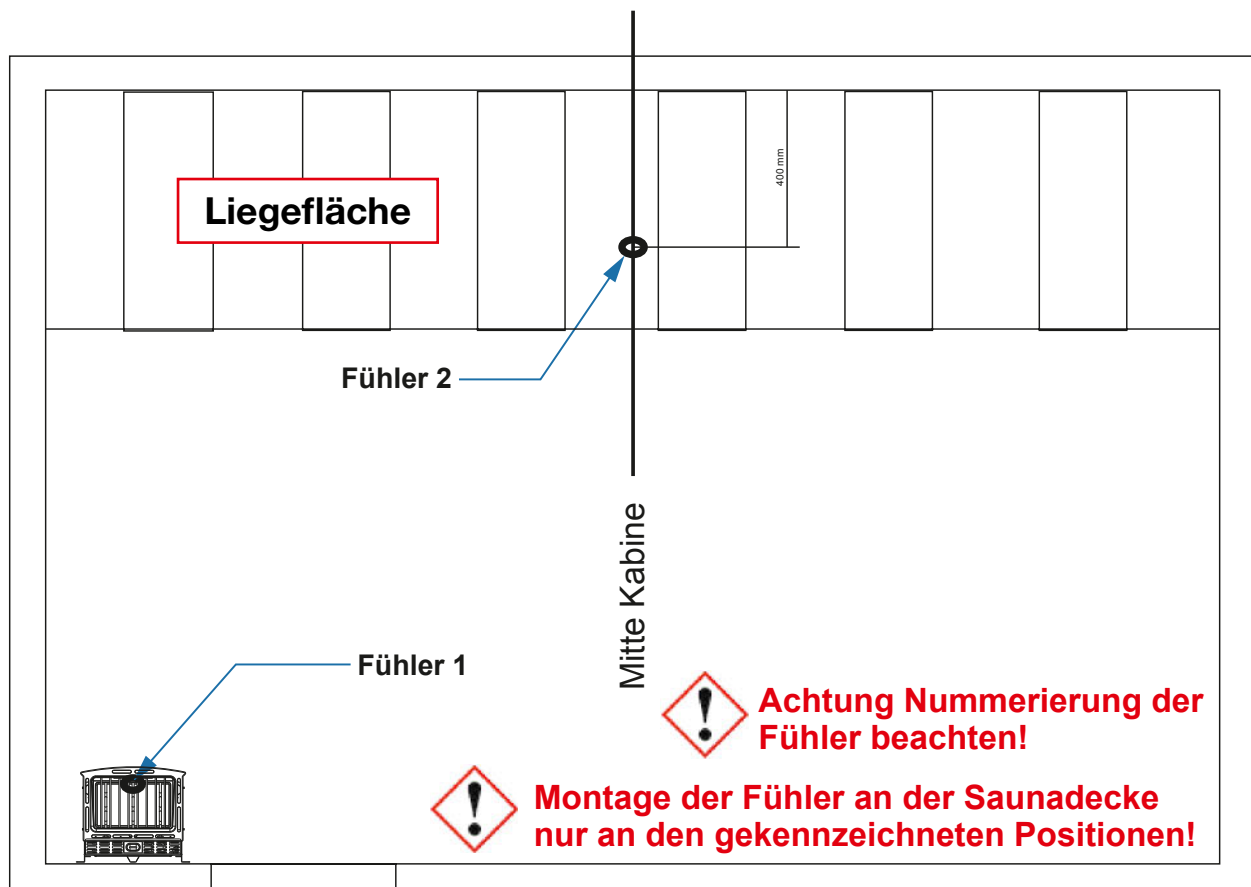 400 mm
Liegefläche
Fühler 2
Mitte Kabine
Fühler 1
Achtung Nummerierung der
Fühler beachten!
Montage der Fühler an der Saunadecke
nur an den gekennzeichneten Positionen!